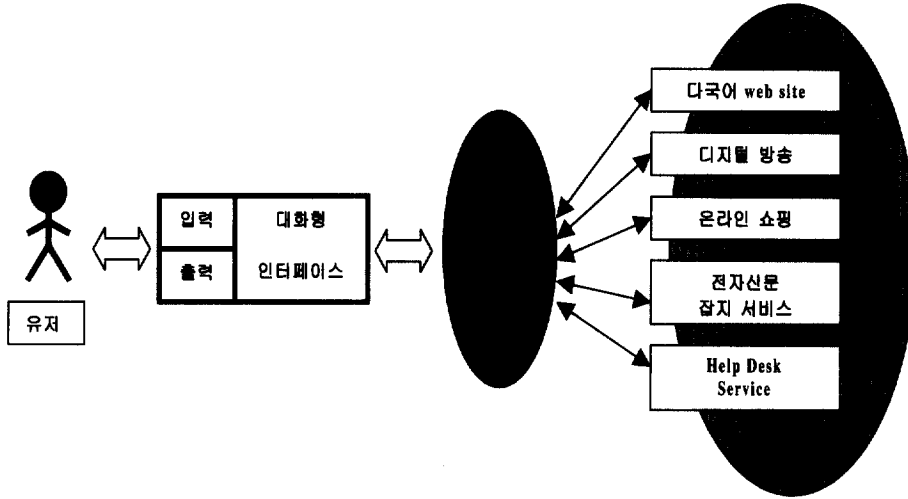 유저
입력
출력
대화형
인터페이스
다국어 web site
디지털 방송
온라인 쇼핑
전자신문
잡지 서비스
Help Desk
Service